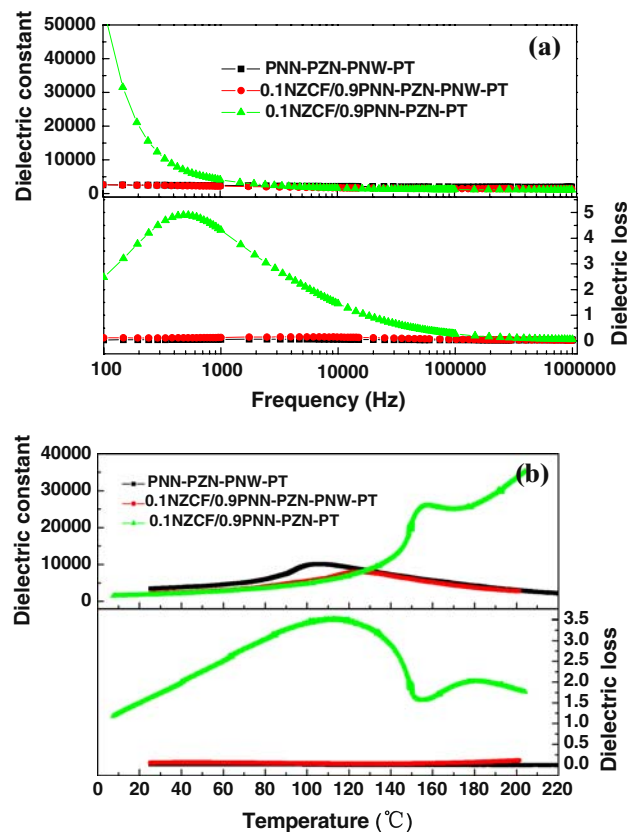 (a)
Dielectric constant
50000
40000
30000
20000
10000
0
PNN-PZN-PNW-PT
0.1NZCF/0.9PNN-PZN-PNW-PT
0.1NZCF/0.9PNN-PZN-PT
Dielectric loss
5
4
3
2
1
0
100 1000 10000 100000 1000000
Frequency (Hz)
(b)
Dielectric constant
40000
30000
20000
10000
0
PNN-PZN-PNW-PT
0.1NZCF/0.9PNN-PZN-PNW-PT
0.1NZCF/0.9PNN-PZN-PT
Dielectric loss
3.5
3.0
2.5
2.0
1.5
1.0
0.5
0.0
0 20 40 60 80 100 120 140 160 180 200 220
Temperature (℃)